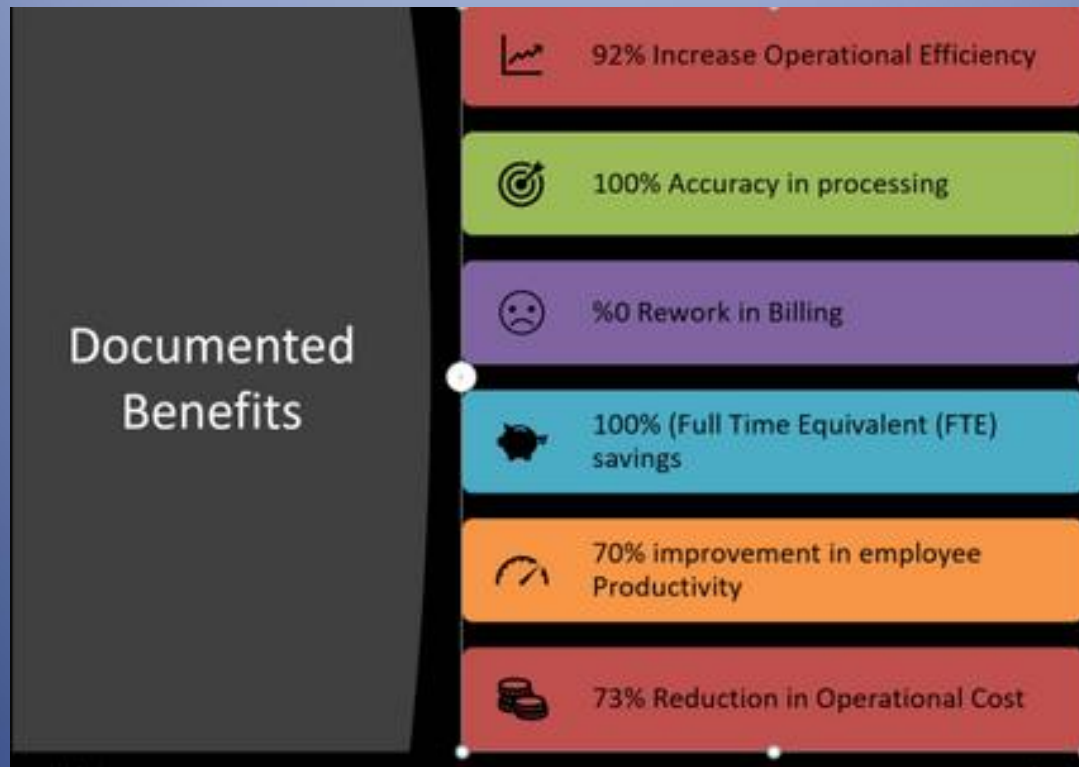 Documented
Benefits
92% Increase Operational Efficiency
100% Accuracy in processing
%0 Rework in Billing
100% (Full Time Equivalent (FTE)
savings
70% improvement in employee
Productivity
73% Reduction in Operational Cost